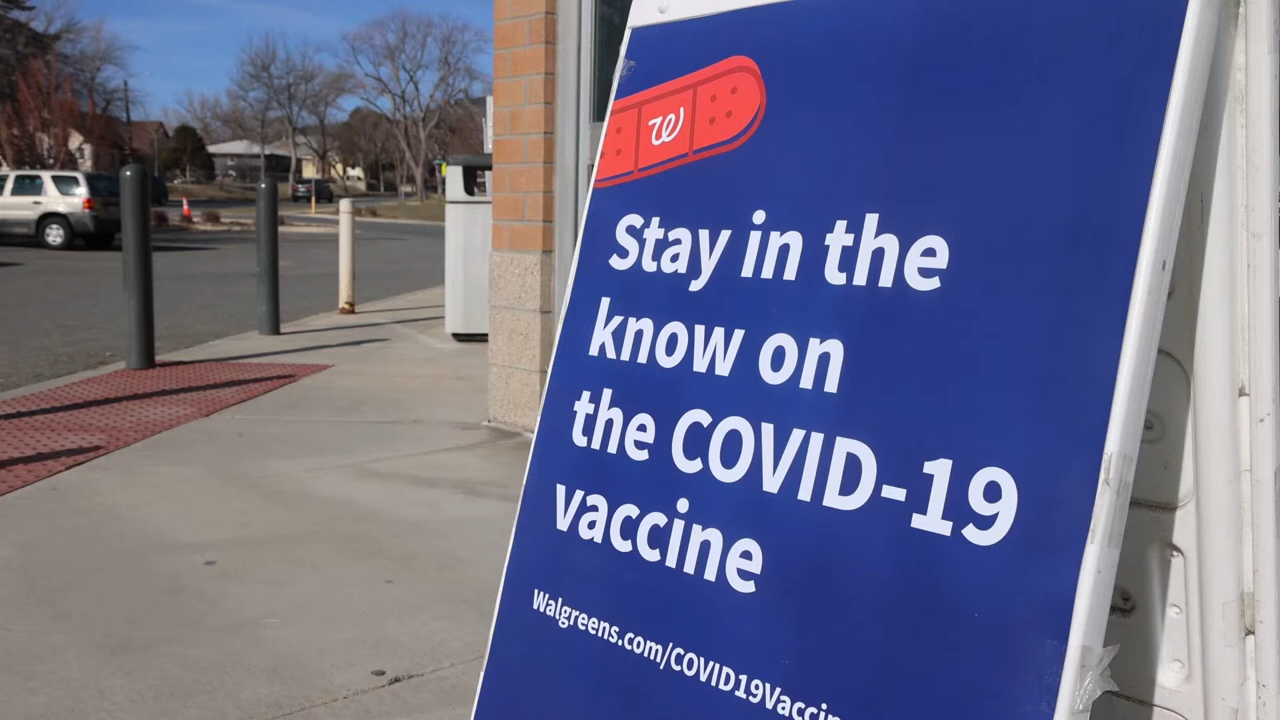 W
Stay in the
know on
the COVID-19
vaccine
Walgreens.com/COVID19Vaccin